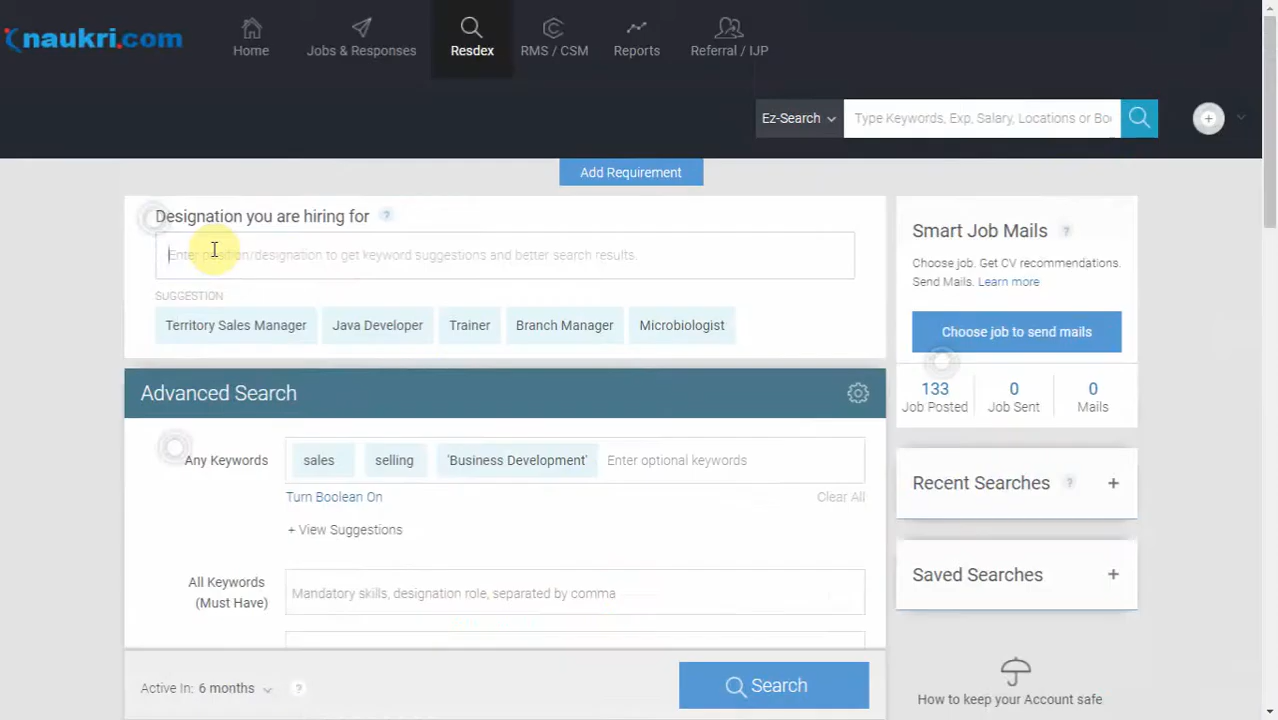 naukri.com
Home
Jobs & Responses
Resdex
RMS / CSM
Reports
Referral / IJP
Ez-Search
Type Keywords, Exp, Salary, Locations or Bo
Add Requirement
Designation you are hiring for ?
Enter position/designation to get keyword suggestions and better search results.
SUGGESTION
Territory Sales Manager
Java Developer
Trainer
Branch Manager
Microbiologist
Advanced Search
Any Keywords
sales
selling
'Business Development'
Enter optional keywords
Turn Boolean On
Clear All
+ View Suggestions
All Keywords
(Must Have)
Mandatory skills, designation role, separated by comma
Active In: 6 months ?
Search
Smart Job Mails ?
Choose job. Get CV recommendations.
Send Mails. Learn more
Choose job to send mails
133 0 0
Job Posted Job Sent Mails
Recent Searches ? +
Saved Searches +
How to keep your Account safe